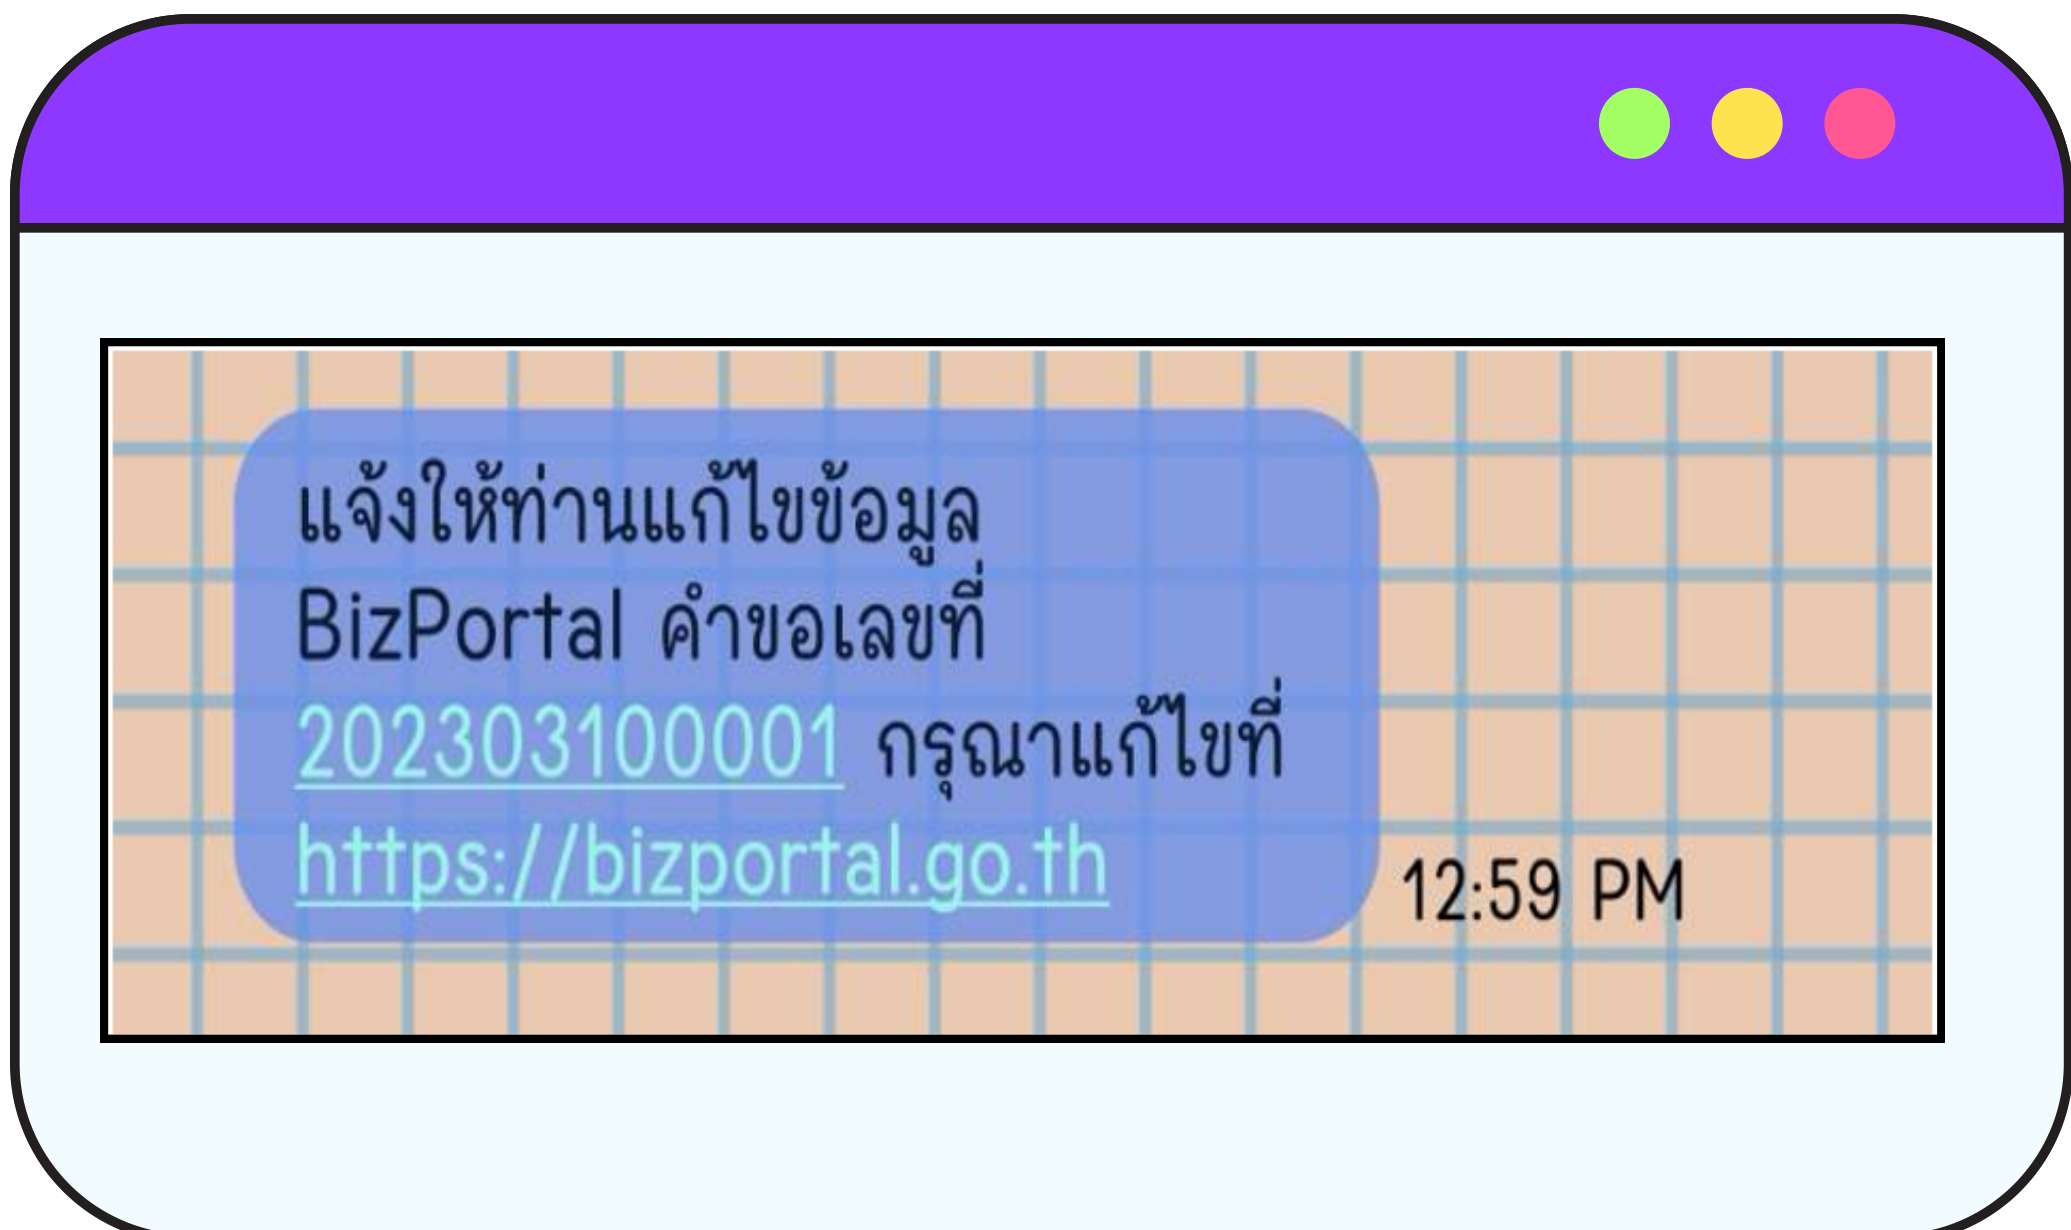 แจ้งให้ท่านแก้ไขข้อมูล
BizPortal คำขอเลขที่
202303100001 กรุณาแก้ไขที่
https://bizportal.go.th
12:59 PM